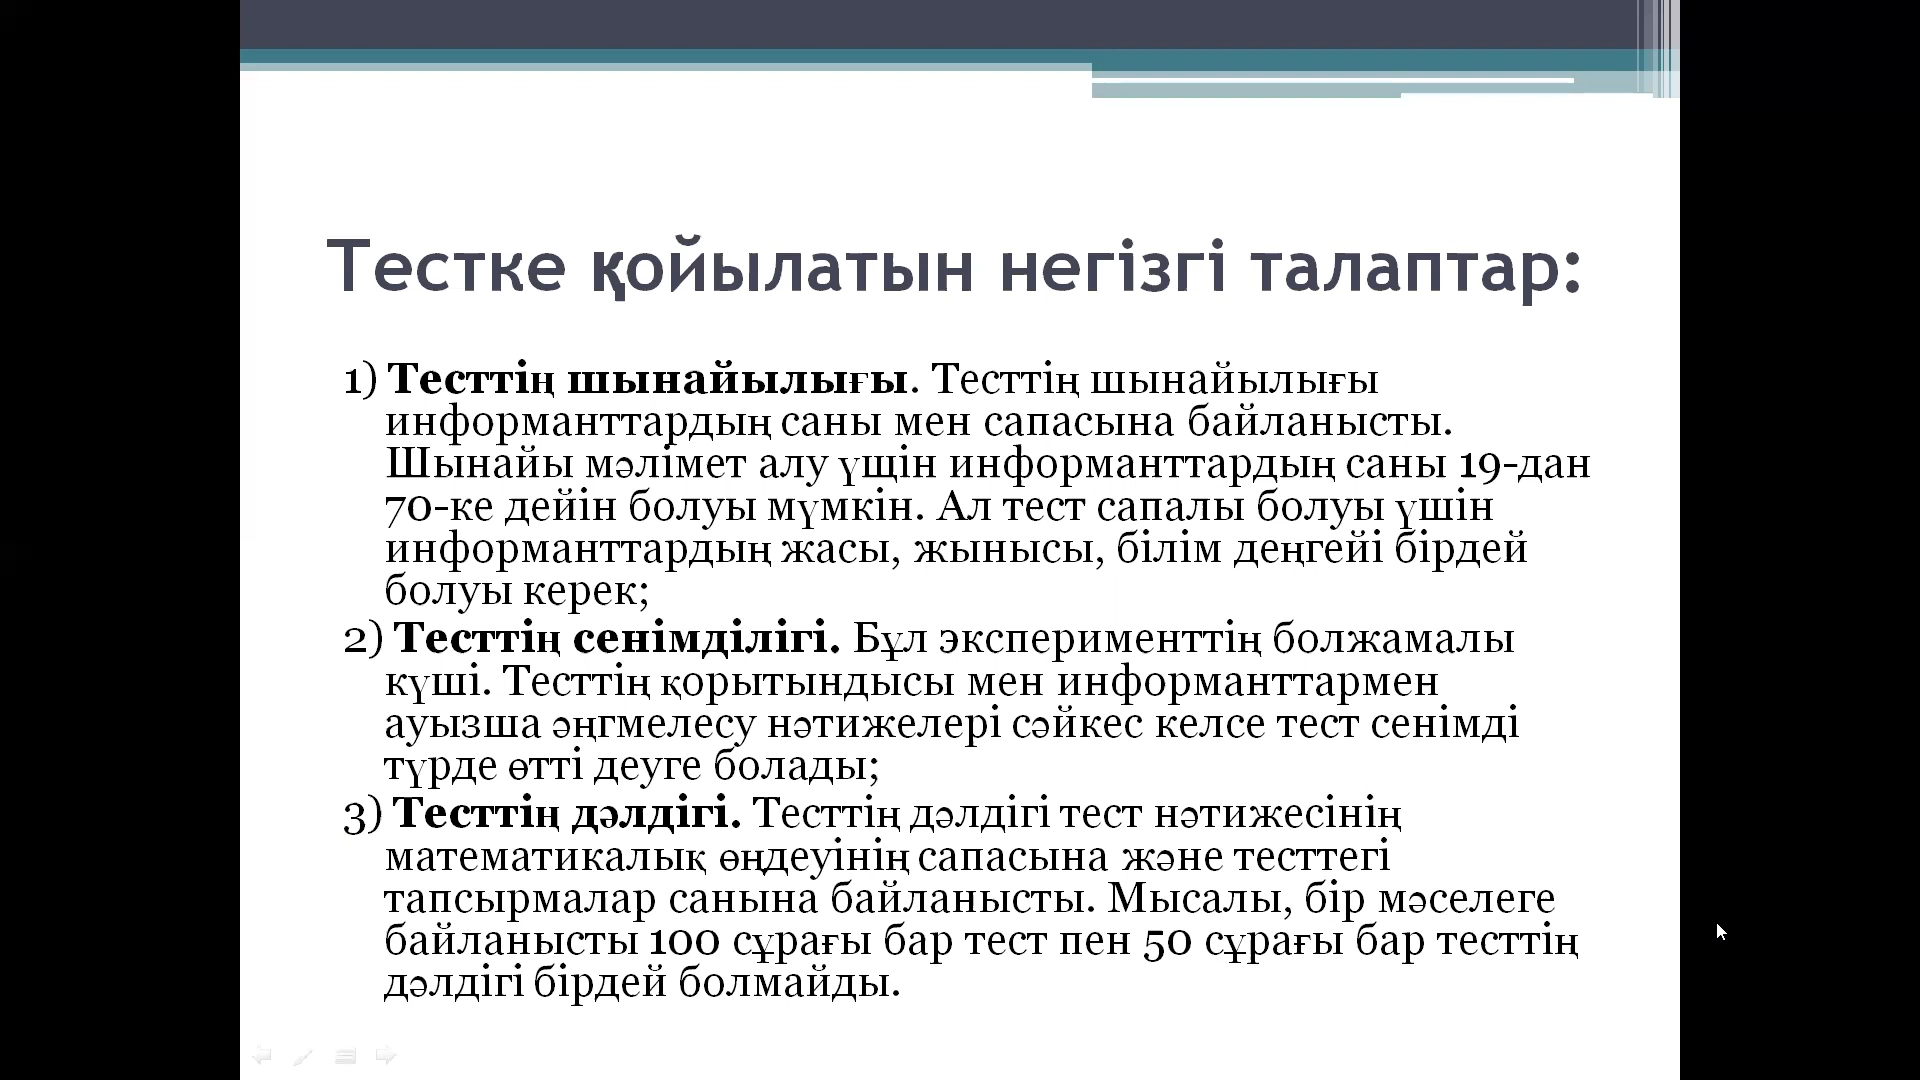 Тестке қойылатын негізгі талаптар:
1) Тесттің шынайылығы. Тесттің шынайылығы
информанттардың саны мен сапасына байланысты.
Шынайы мәлімет алу үщін информанттардың саны 19-дан
70-ке дейін болуы мүмкін. Ал тест сапалы болуы үшін
информанттардың жасы, жынысы, білім деңгейі бірдей
болуы керек;
2) Тесттің сенімділігі. Бұл эксперименттің болжамалы
күші. Тесттің қорытындысы мен информанттармен
ауызша әңгмелесу нәтижелері сәйкес келсе тест сенімді
түрде өтті деуге болады;
3) Тесттің дәлдігі. Тесттің дәлдігі тест нәтижесінің
математикалық өңдеуінің сапасына және тесттегі
тапсырмалар санына байланысты. Мысалы, бір мәселеге
байланысты 100 сұрағы бар тест пен 50 сұрағы бар тесттің
дәлдігі бірдей болмайды.